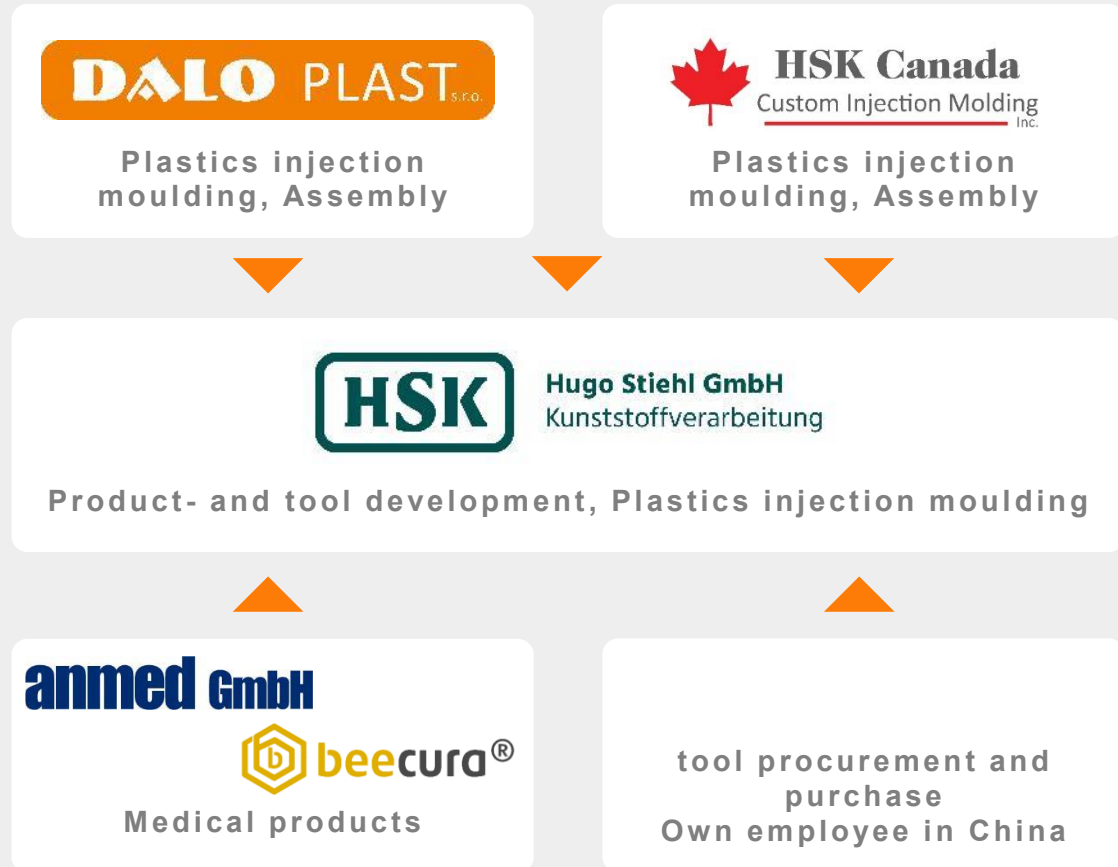 DALO PLAST s.r.o.
Plastics injection
moulding, Assembly
HSK Canada
Custom Injection Molding
Inc.
Plastics injection
moulding, Assembly
HSK
Hugo Stiehl GmbH
Kunststoffverarbeitung
Product- and tool development, Plastics injection moulding
anmed GmbH
b
beecura®
Medical products
tool procurement and
purchase
Own employee in China